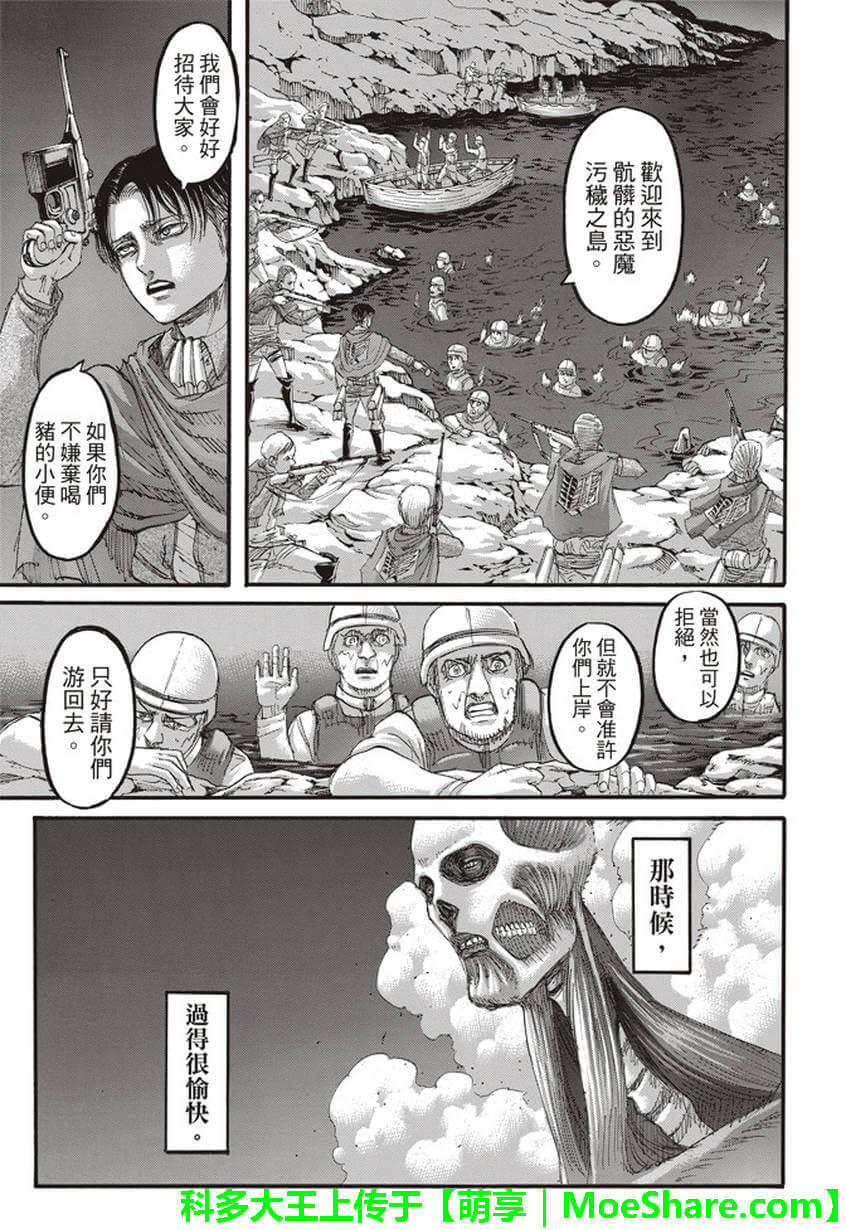 歡迎來到
骯髒的惡魔
污穢之島。
我們會好好
招待大家。
如果你們
不嫌棄喝
豬的小便。
當然也可以
拒絕，
但就不會准許
你們上岸。
只好請你們
游回去。
那時候，
過得很愉快。
科多大王上传于【萌享｜MoeShare.com】